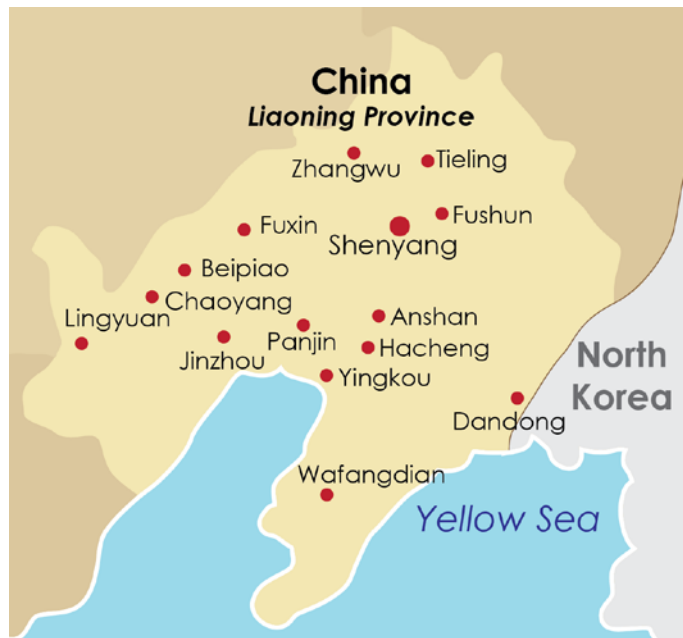 China
Liaoning Province
Zhangwu
Tieling
Fuxin
Fushun
Shenyang
Beipiao
Chaoyang
Lingyuan
Anshan
Panjin
Jinzhou
Hacheng
North
Korea
Yingkou
Dandong
Wafangdian
Yellow Sea